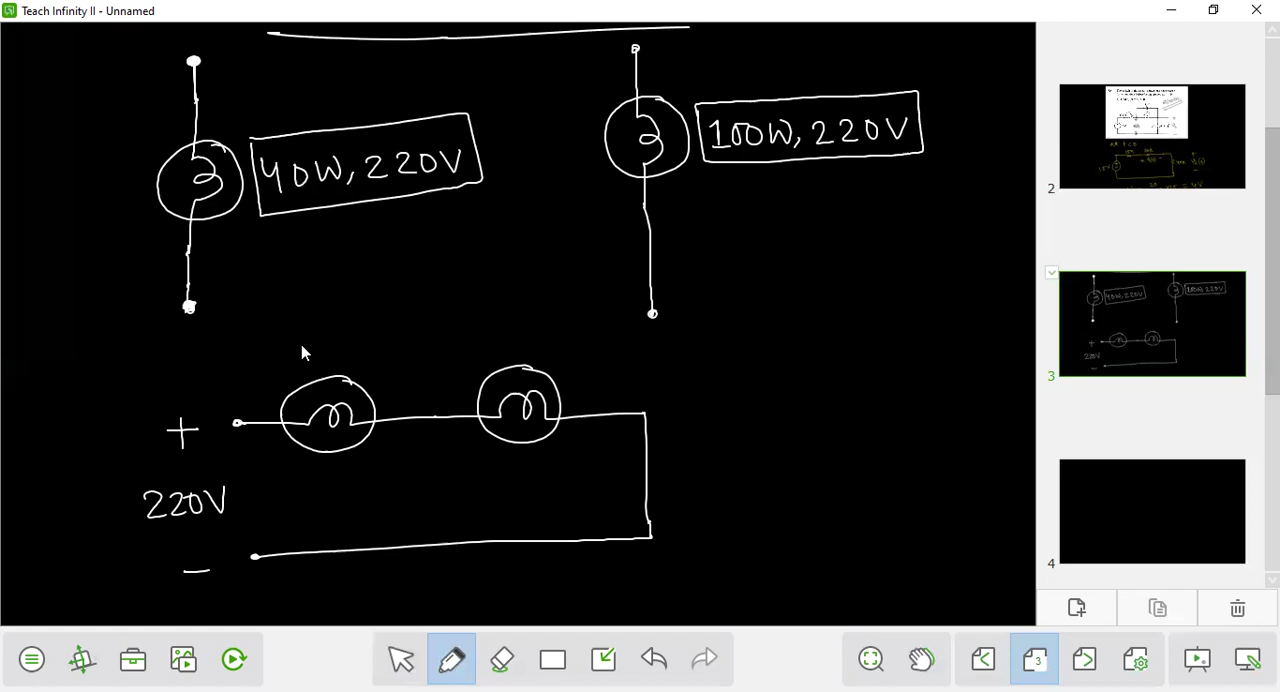 Teach Infinity II - Unnamed
40W, 220V
100W, 220V
+
220V
-
2
3
4
3